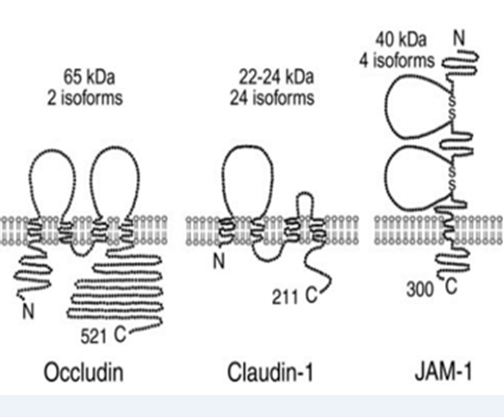 65 kDa
2 isoforms
N
521 C
Occludin
22-24 kDa
24 isoforms
N
211 C
Claudin-1
40 kDa
4 isoforms
N
S
S
S
S
300 C
JAM-1